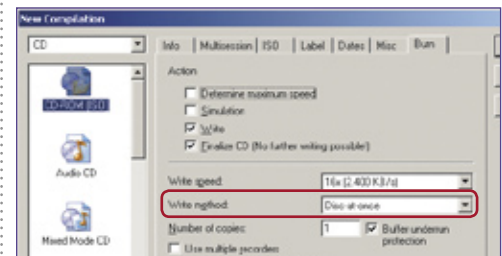 New Compilation
CD
Info Multisession ISO Label Dates Misc Burn
CD-ROM (ISO)
Audio CD
Mixed Mode CD
Action
Determine maximum speed
Simulation
Write
Finalize CD (No further writing possible!)
Write speed: 16x (2,400 KB/s)
Write method: Disc-at-once
Number of copies: 1 Buffer underrun protection
Use multiple recorders